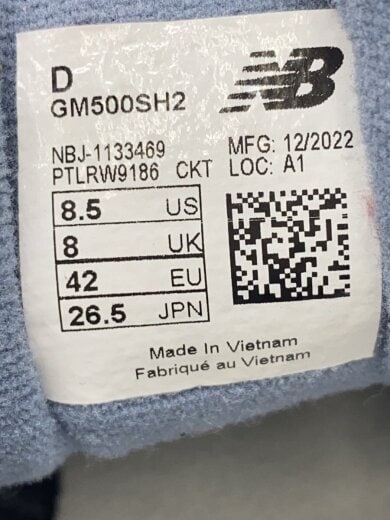 D
NB
GM500SH2
NBJ-1133469
MFG: 12/2022
PTLRW9186 CKT
LOC: A1
8.5 US
8 UK
42 EU
26.5 JPN
Made In Vietnam
Fabriqué au Vietnam